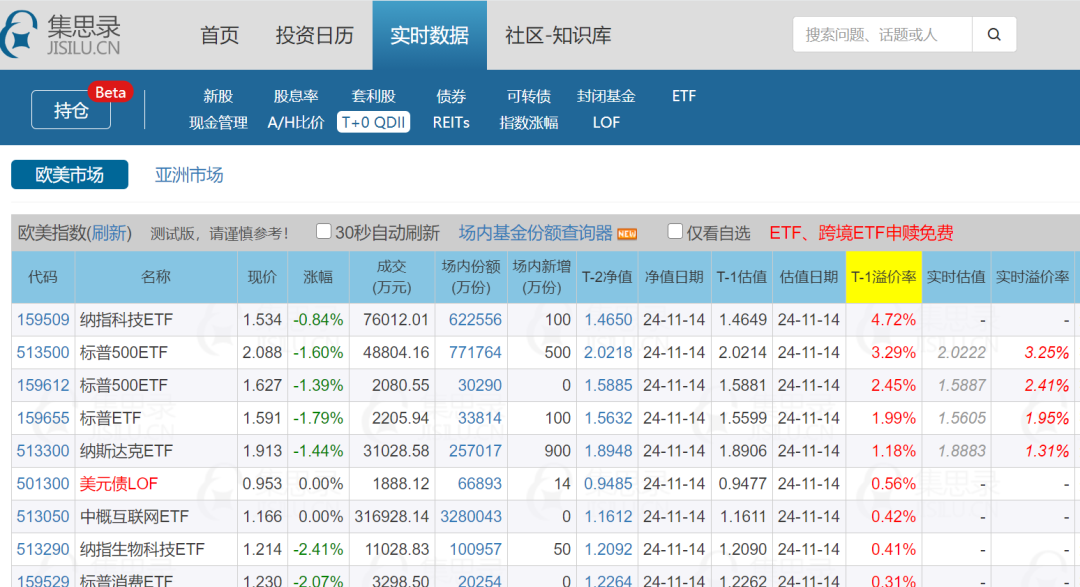 集思录
JISILU.CN
首页 投资日历 实时数据 社区-知识库
搜索问题、话题或人
持仓 Beta
新股 股息率 套利股 债券 可转债 封闭基金 ETF
现金管理 A/H比价 T+0 QDII REITs 指数涨幅 LOF
欧美市场 亚洲市场
欧美指数(刷新) 测试版，请谨慎参考! 30秒自动刷新 场内基金份额查询器 NEW 仅看自选 ETF、跨境ETF申赎免费
代码 名称 现价 涨幅 成交(万元) 场内份额(万份) 场内新增(万份) T-2净值 净值日期 T-1估值 估值日期 T-1溢价率 实时估值 实时溢价率
159509 纳指科技ETF 1.534 -0.84% 76012.01 622556 100 1.4650 24-11-14 1.4649 24-11-14 4.72% - -
513500 标普500ETF 2.088 -1.60% 48804.16 771764 500 2.0218 24-11-14 2.0214 24-11-14 3.29% 2.0222 3.25%
159612 标普500ETF 1.627 -1.39% 2080.55 30290 0 1.5885 24-11-14 1.5881 24-11-14 2.45% 1.5887 2.41%
159655 标普ETF 1.591 -1.79% 2205.94 33814 100 1.5632 24-11-14 1.5599 24-11-14 1.99% 1.5605 1.95%
513300 纳斯达克ETF 1.913 -1.44% 31028.58 257017 900 1.8948 24-11-14 1.8906 24-11-14 1.18% 1.8883 1.31%
501300 美元债LOF 0.953 0.00% 1888.12 66893 14 0.9485 24-11-14 0.9477 24-11-14 0.56% - -
513050 中概互联网ETF 1.166 0.00% 316928.14 3280043 0 1.1612 24-11-14 1.1611 24-11-14 0.42% - -
513290 纳指生物科技ETF 1.214 -2.41% 11028.83 100957 50 1.2092 24-11-14 1.2090 24-11-14 0.41% - -
159529 标普消费ETF 1.230 -2.07% 3298.50 20254 0 1.2264 24-11-14 1.2262 24-11-14 0.31% - -